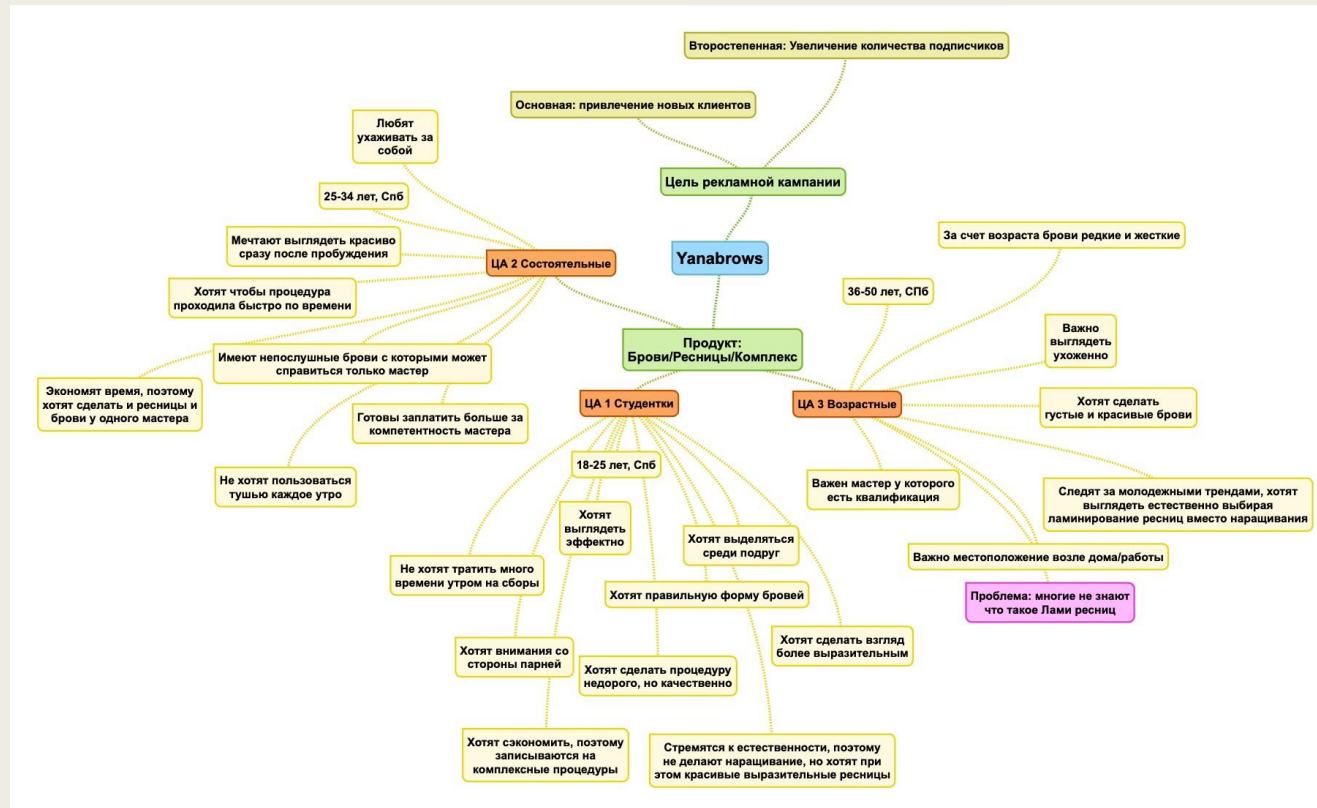 Второстепенная: Увеличение количества подписчиков
Основная: привлечение новых клиентов
Цель рекламной кампании
Yanabrows
Продукт:
Брови/Ресницы/Комплекс
ЦА 2 Состоятельные
Любят
ухаживать за
собой
25-34 лет, Спб
Мечтают выглядеть красиво
сразу после пробуждения
Хотят чтобы процедура
проходила быстро по времени
Имеют непослушные брови с которыми может
справиться только мастер
Экономят время, поэтому
хотят сделать и ресницы и
брови у одного мастера
Готовы заплатить больше за
компетентность мастера
Не хотят пользоваться
тушью каждое утро
ЦА 1 Студентки
18-25 лет, Спб
Хотят
выглядеть
эффектно
Хотят выделяться
среди подруг
Не хотят тратить много
времени утром на сборы
Хотят правильную форму бровей
Хотят сделать взгляд
более выразительным
Хотят внимания со
стороны парней
Хотят сделать процедуру
недорого, но качественно
Хотят сэкономить, поэтому
записываются на
комплексные процедуры
Стремятся к естественности, поэтому
не делают наращивание, но хотят при
этом красивые выразительные ресницы
ЦА 3 Возрастные
За счет возраста брови редкие и жесткие
36-50 лет, СПб
Важно
выглядеть
ухоженно
Хотят сделать
густые и красивые брови
Важен мастер у которого
есть квалификация
Следят за молодежными трендами, хотят
выглядеть естественно выбирая
ламинирование ресниц вместо наращивания
Важно местоположение возле дома/работы
Проблема: многие не знают
что такое Лами ресниц